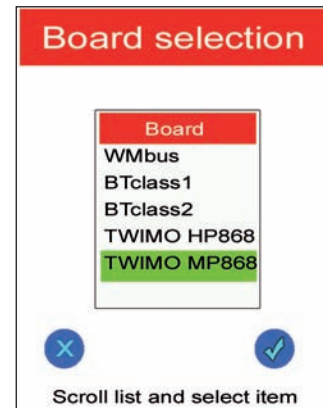 Board selection
Board
WMbus
BTclass1
BTclass2
TWIMO HP868
TWIMO MP868
Scroll list and select item